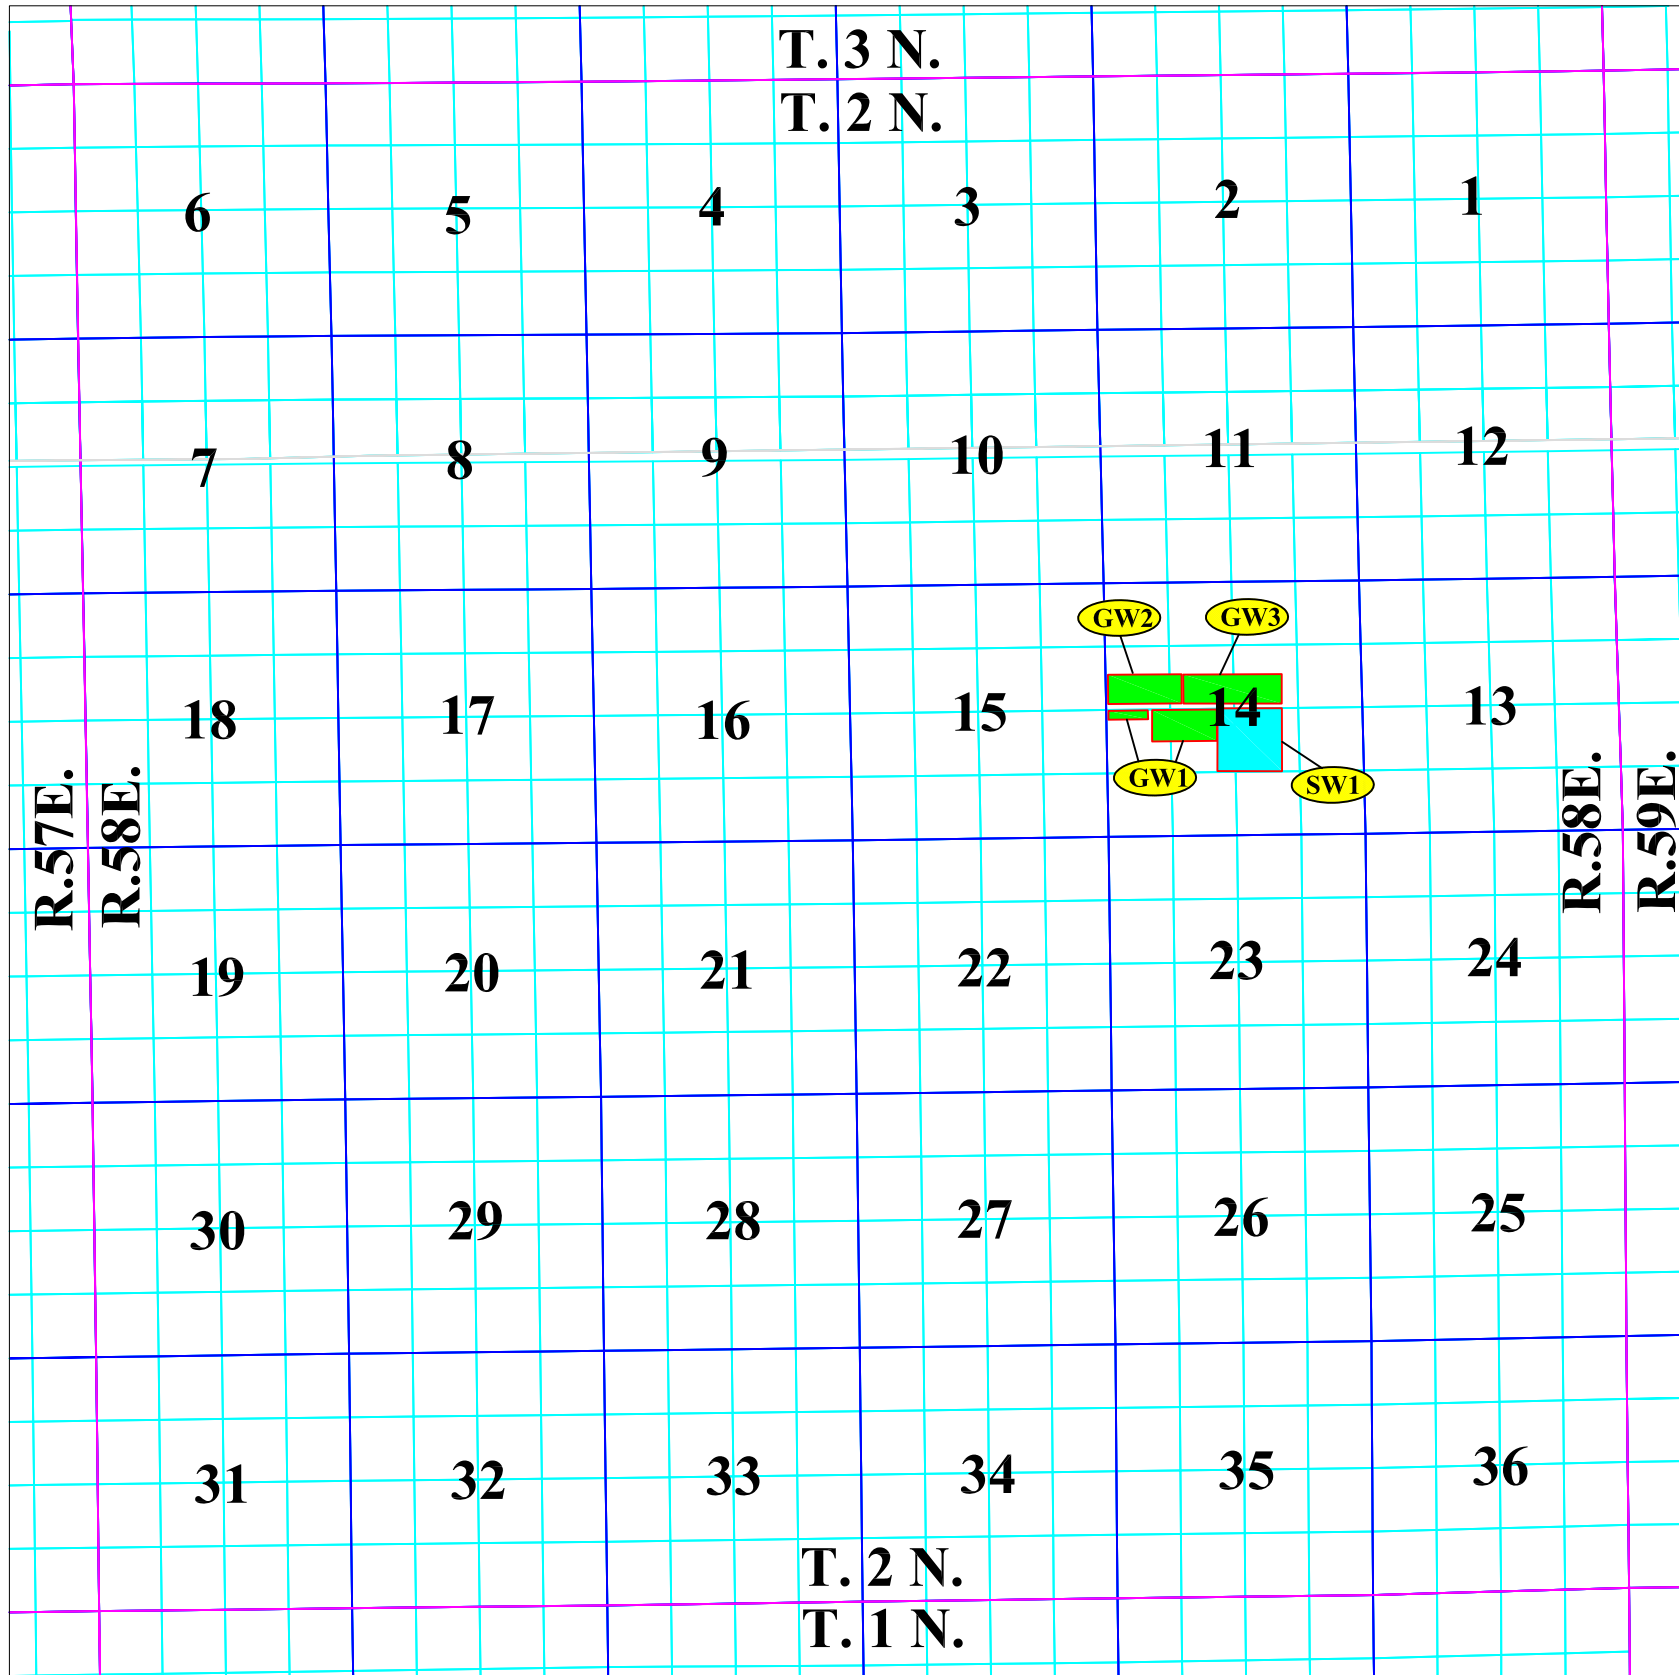 T. 3 N.
T. 2 N.
6 5 4 3 2 1
7 8 9 10 11 12
GW2 GW3
18 17 16 15 14 13
GW1 SW1
R.57E. R.58E. R.58E. R.59E.
19 20 21 22 23 24
30 29 28 27 26 25
31 32 33 34 35 36
T. 2 N.
T. 1 N.